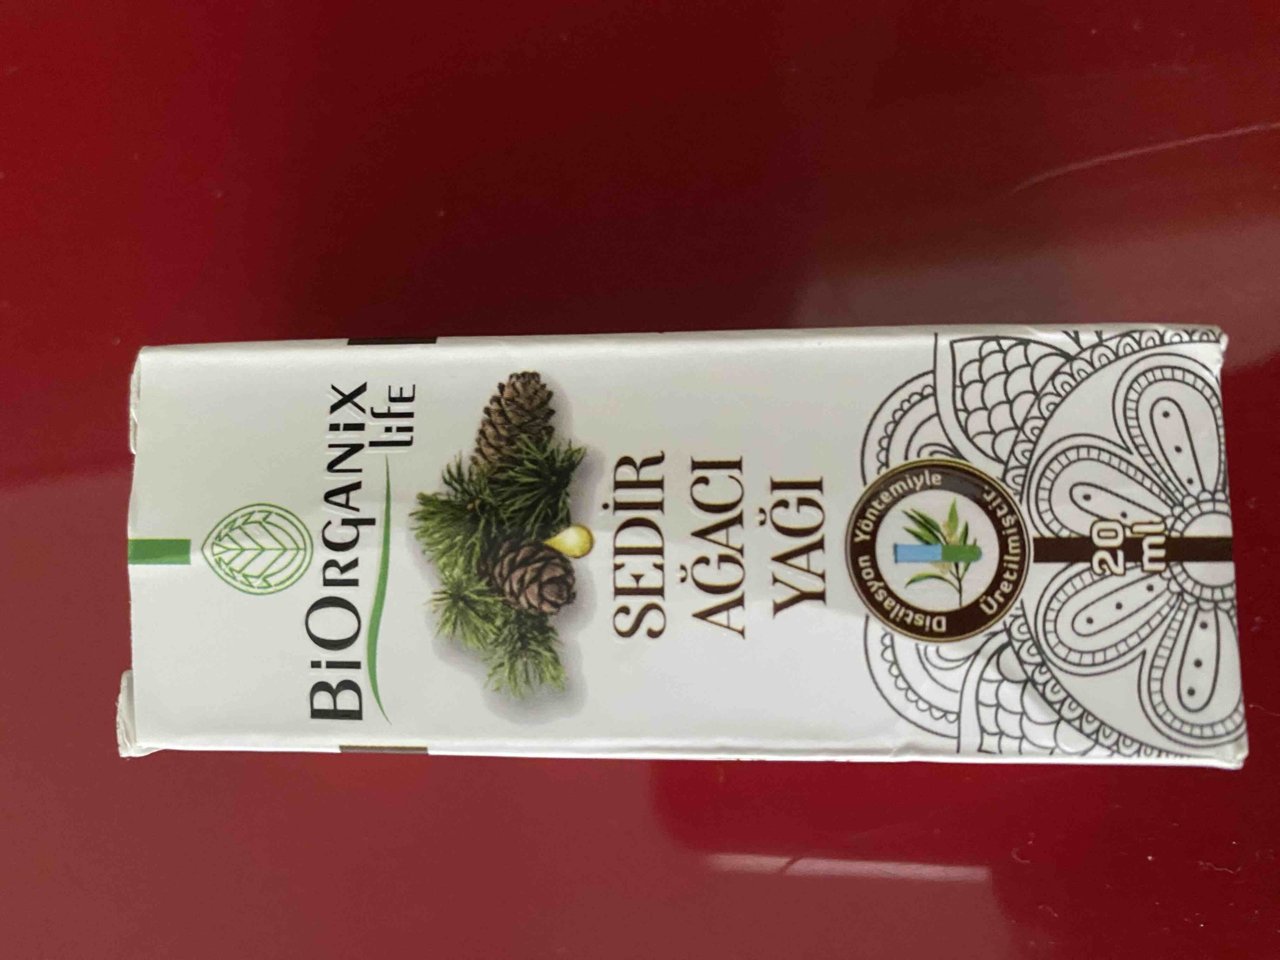 BiORGANiX
life
SEDİR
AĞACI
YAĞI
Distilasyon Yöntemiyle
Üretilmiştir
20
ml